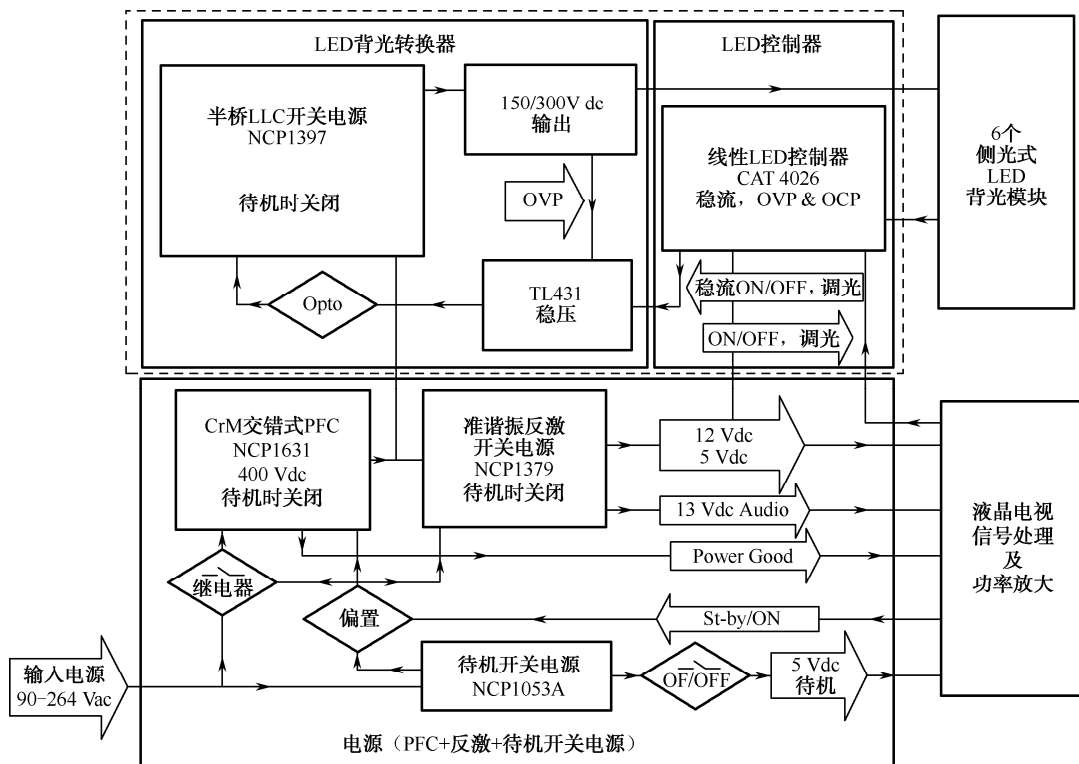 LED背光转换器
LED控制器
半桥LLC开关电源
NCP1397
待机时关闭
150/300V dc
输出
OVP
TL431
稳压
Opto
线性LED控制器
CAT 4026
稳流，OVP & OCP
稳流ON/OFF，调光
ON/OFF，调光
6个
侧光式
LED
背光模块
CrM交错式PFC
NCP1631
400 Vdc
待机时关闭
准谐振反激
开关电源
NCP1379
待机时关闭
12 Vdc
5 Vdc
13 Vdc Audio
Power Good
继电器
偏置
St-by/ON
液晶电视
信号处理
及
功率放大
输入电源
90-264 Vac
待机开关电源
NCP1053A
OF/OFF
5 Vdc
待机
电源（PFC+反激+待机开关电源）